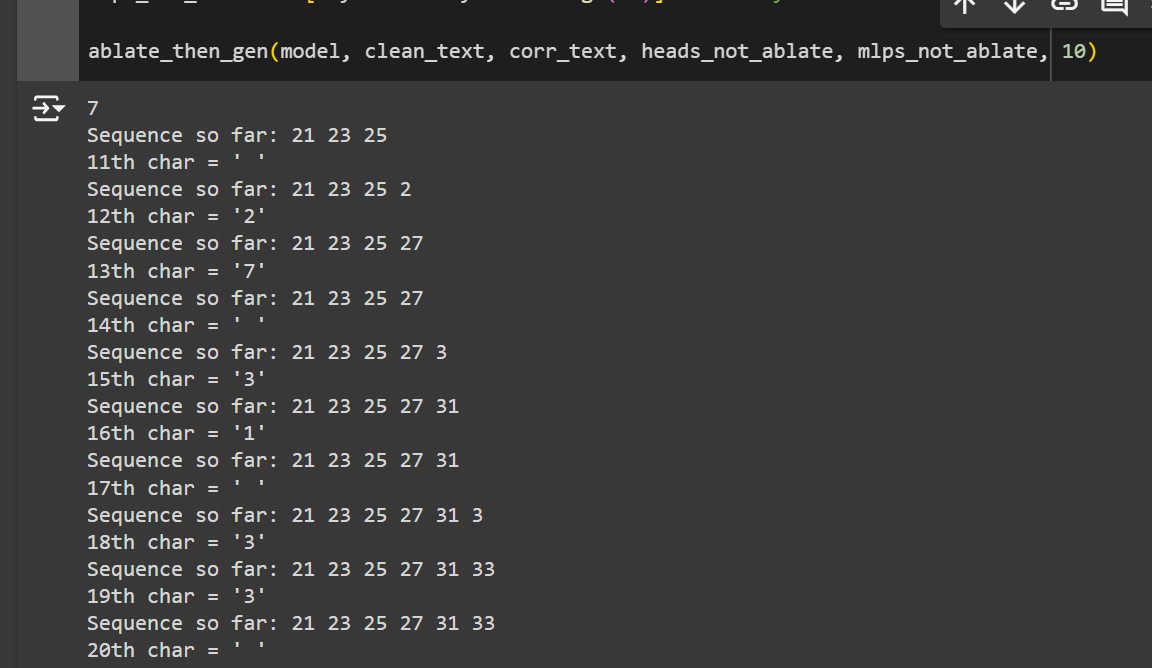 ablate_then_gen(model, clean_text, corr_text, heads_not_ablate, mlps_not_ablate, 10)
7
Sequence so far: 21 23 25
11th char = ' '
Sequence so far: 21 23 25 2
12th char = '2'
Sequence so far: 21 23 25 27
13th char = '7'
Sequence so far: 21 23 25 27
14th char = ' '
Sequence so far: 21 23 25 27 3
15th char = '3'
Sequence so far: 21 23 25 27 31
16th char = '1'
Sequence so far: 21 23 25 27 31
17th char = ' '
Sequence so far: 21 23 25 27 31 3
18th char = '3'
Sequence so far: 21 23 25 27 31 33
19th char = '3'
Sequence so far: 21 23 25 27 31 33
20th char = ' '